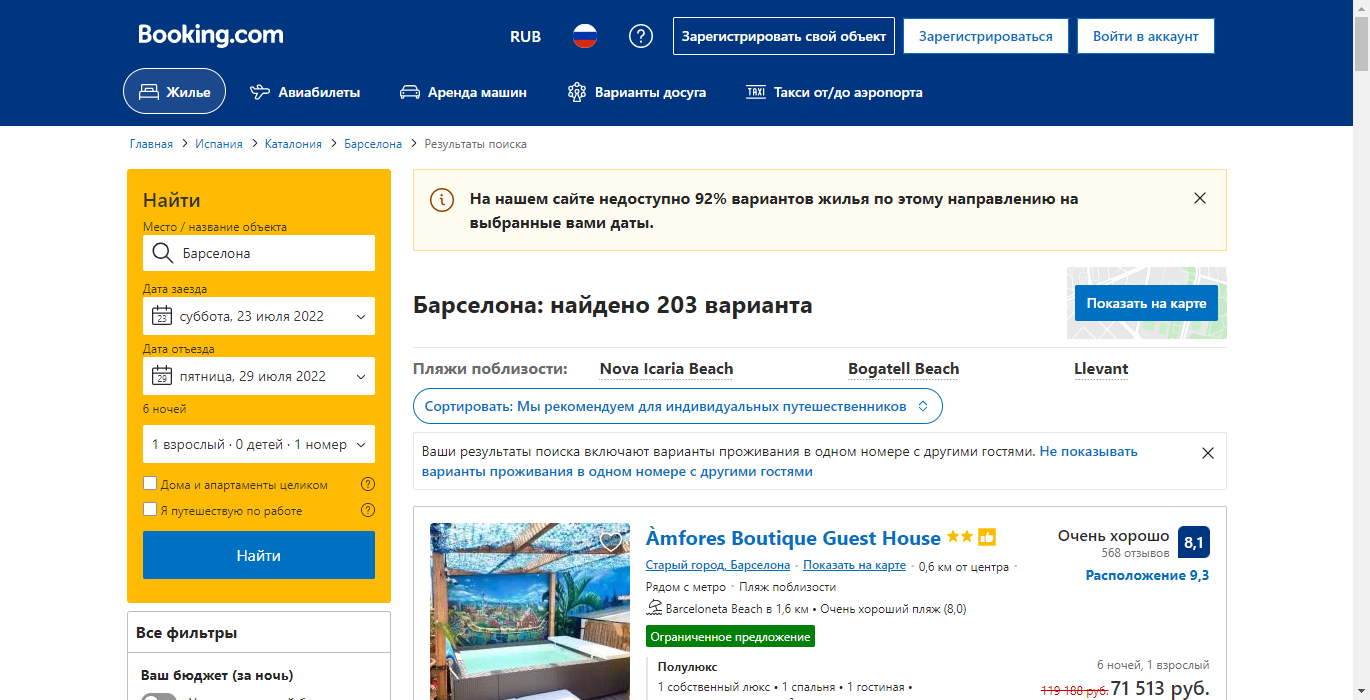 Booking.com
RUB
Зарегистрировать свой объект
Зарегистрироваться
Войти в аккаунт
Жилье
Авиабилеты
Аренда машин
Варианты досуга
TAXI Такси от/до аэропорта
Главная > Испания > Каталония > Барселона > Результаты поиска
Найти
Место / название объекта
Барселона
Дата заезда
23 суббота, 23 июля 2022
Дата отъезда
29 пятница, 29 июля 2022
6 ночей
1 взрослый · 0 детей · 1 номер
Дома и апартаменты целиком
Я путешествую по работе
Найти
Все фильтры
Ваш бюджет (за ночь)
На нашем сайте недоступно 92% вариантов жилья по этому направлению на
выбранные вами даты.
Барселона: найдено 203 варианта
Показать на карте
Пляжи поблизости:
Nova Icaria Beach
Bogatell Beach
Llevant
Сортировать: Мы рекомендуем для индивидуальных путешественников
Ваши результаты поиска включают варианты проживания в одном номере с другими гостями. Не показывать
варианты проживания в одном номере с другими гостями
Àmfores Boutique Guest House
Очень хорошо
568 отзывов
8,1
Старый город, Барселона · Показать на карте · 0,6 км от центра ·
Расположение 9,3
Рядом с метро · Пляж поблизости
Barceloneta Beach в 1,6 км • Очень хороший пляж (8,0)
Ограниченное предложение
Полулюкс
6 ночей, 1 взрослый
1 собственный люкс • 1 спальня • 1 гостиная •
119 188 руб. 71 513 руб.